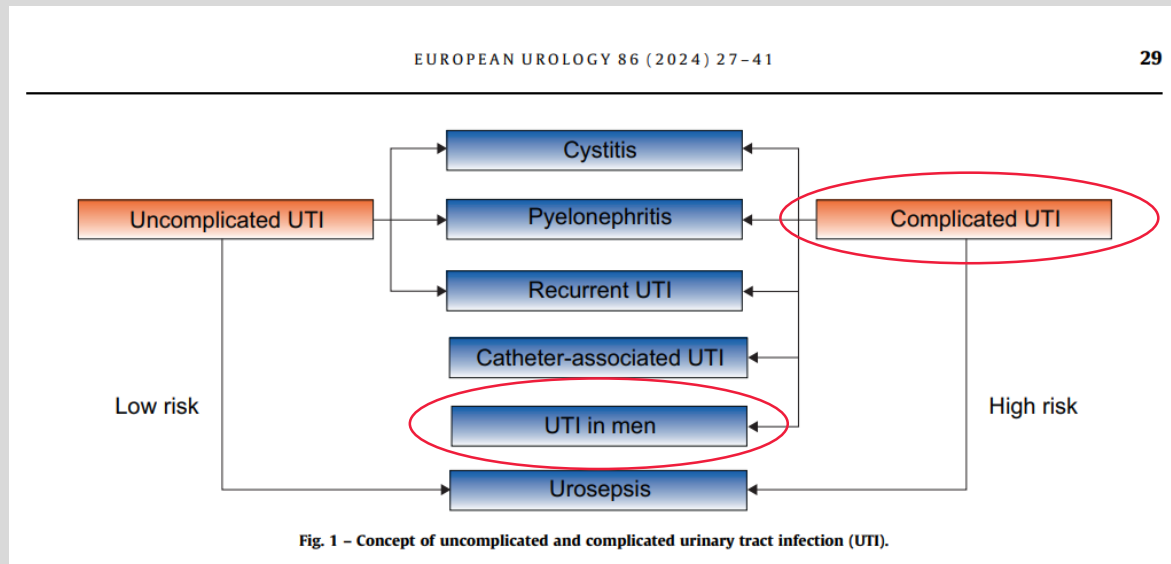 EUROPEAN UROLOGY 86 (2024) 27–41
29
Cystitis
Uncomplicated UTI
Pyelonephritis
Complicated UTI
Recurrent UTI
Catheter-associated UTI
Low risk
High risk
UTI in men
Urosepsis
Fig. 1 – Concept of uncomplicated and complicated urinary tract infection (UTI).